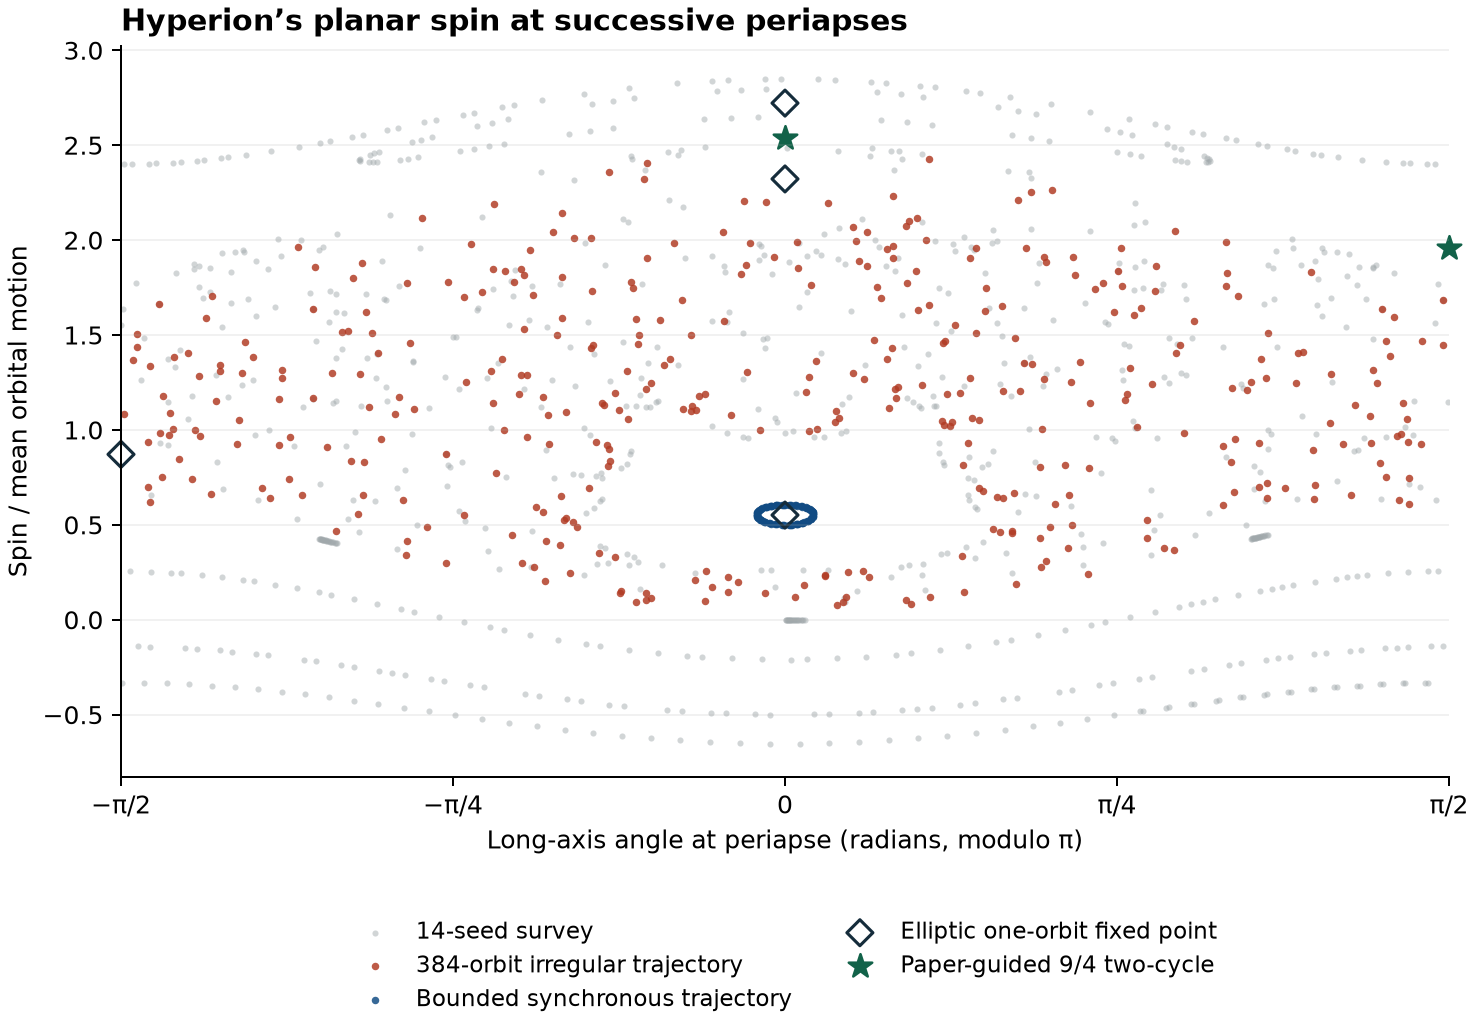 Hyperion’s planar spin at successive periapses
3.0
2.5
2.0
1.5
1.0
0.5
0.0
−0.5
Spin / mean orbital motion
−π/2
−π/4
0
π/4
π/2
Long-axis angle at periapse (radians, modulo π)
14-seed survey
384-orbit irregular trajectory
Bounded synchronous trajectory
Elliptic one-orbit fixed point
Paper-guided 9/4 two-cycle